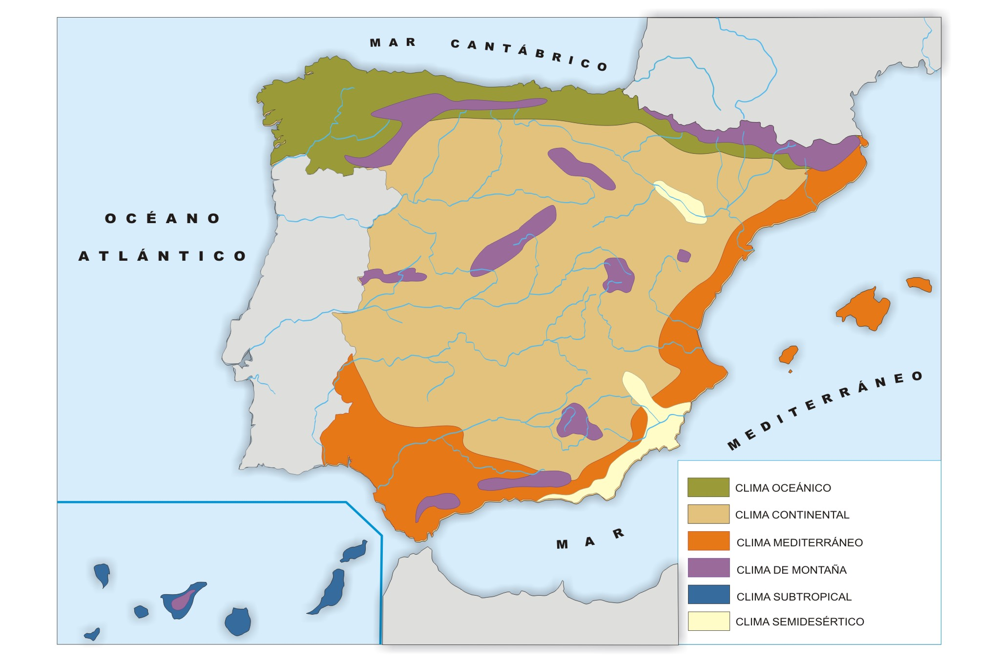 MAR CANTÁBRICO
OCÉANO
ATLÁNTICO
MAR MEDITERRÁNEO
CLIMA OCEÁNICO
CLIMA CONTINENTAL
CLIMA MEDITERRÁNEO
CLIMA DE MONTAÑA
CLIMA SUBTROPICAL
CLIMA SEMIDESÉRTICO